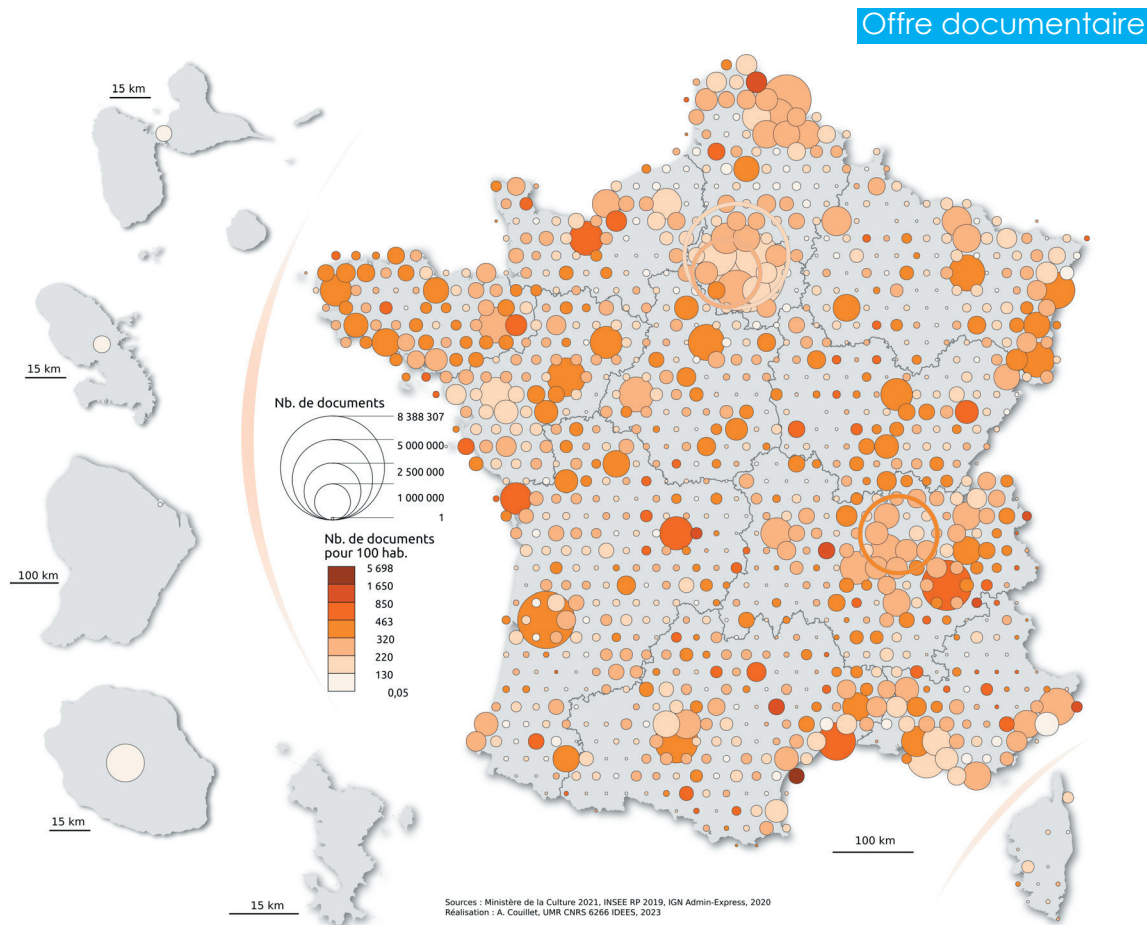 Offre documentaire
15 km
15 km
100 km
15 km
15 km
Nb. de documents
8 388 307
5 000 000
2 500 000
1 000 000
1
Nb. de documents
pour 100 hab.
5 698
1 650
850
463
320
220
130
0,05
100 km
Sources : Ministère de la Culture 2021, INSEE RP 2019, IGN Admin-Express, 2020
Réalisation : A. Couillet, UMR CNRS 6266 IDEES, 2023